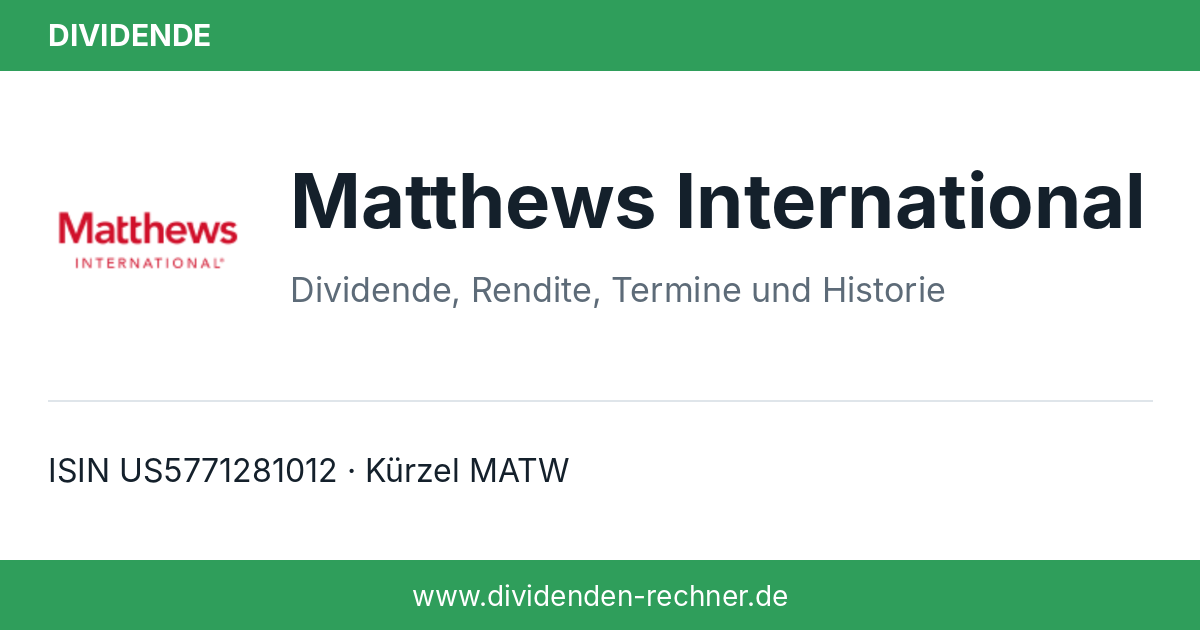 DIVIDENDE
Matthews
INTERNATIONAL®
Matthews International
Dividende, Rendite, Termine und Historie
ISIN US5771281012 · Kürzel MATW
www.dividenden-rechner.de